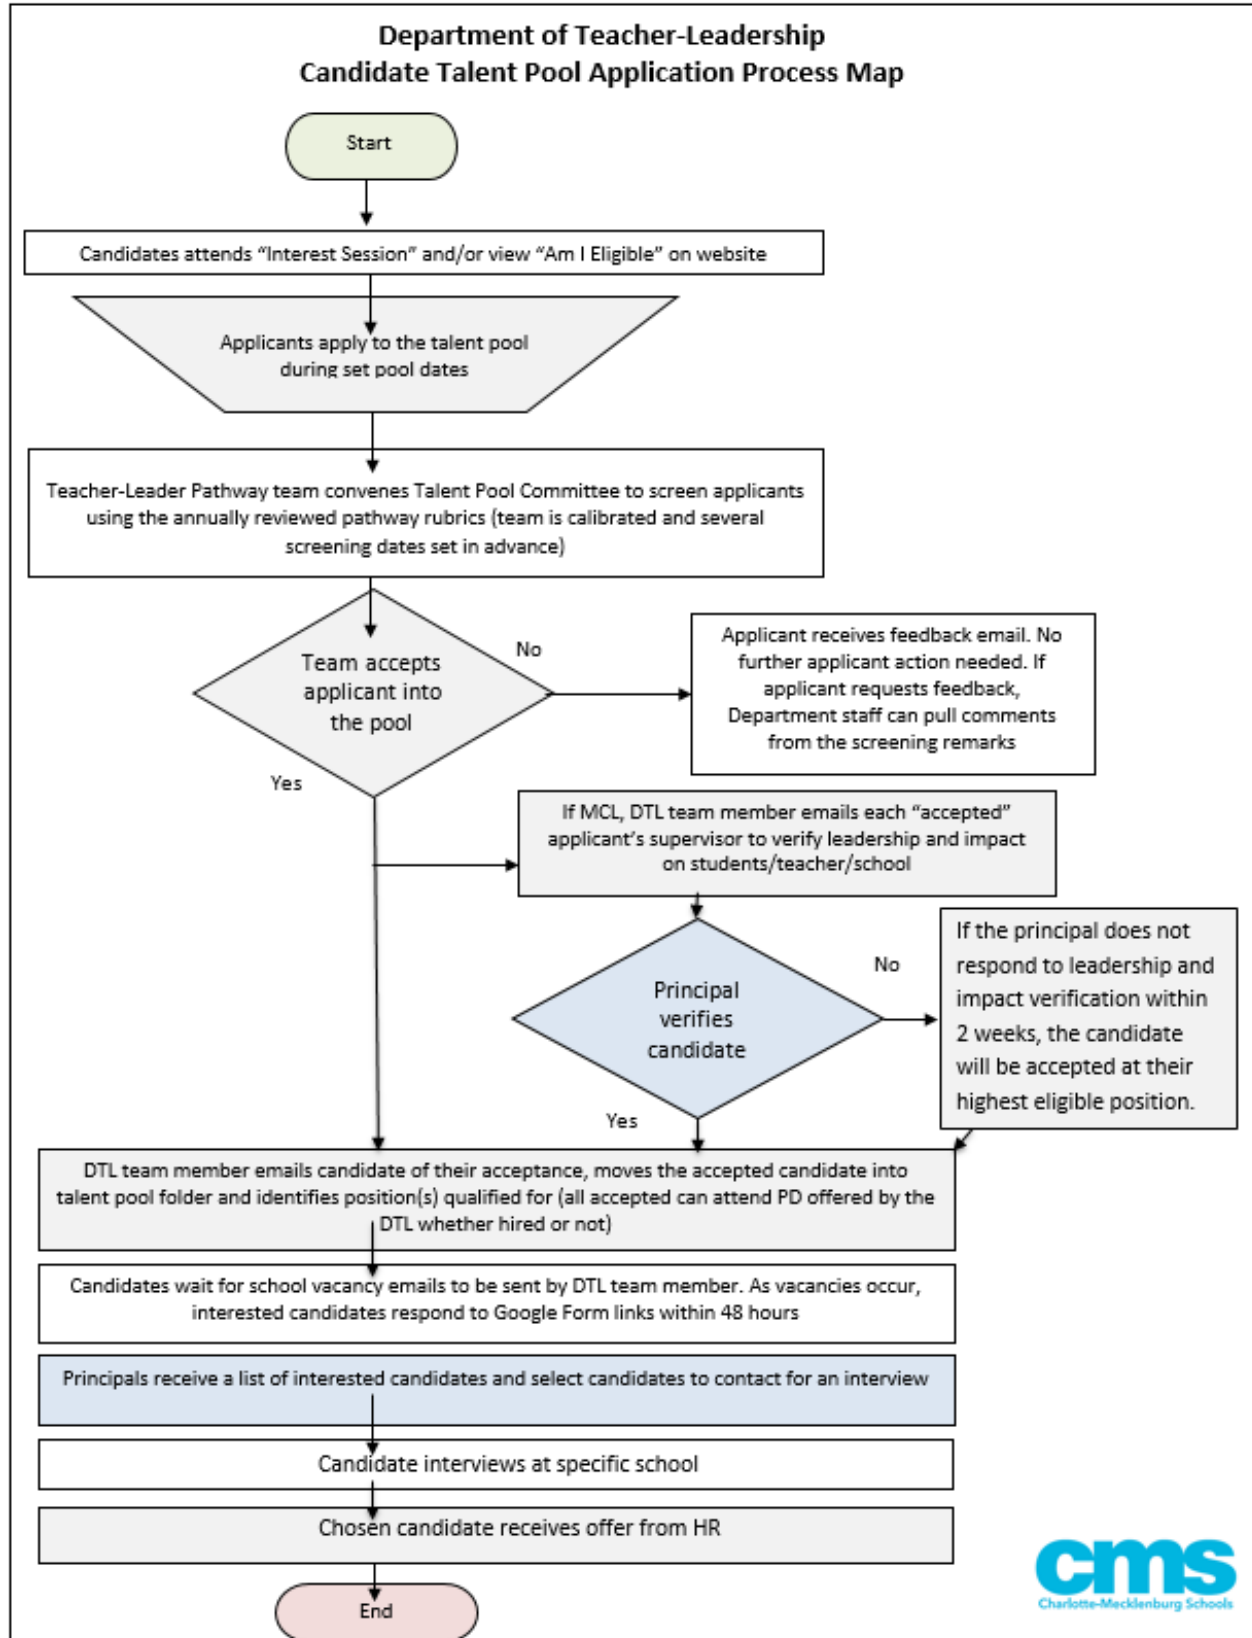 Department of Teacher-Leadership
Candidate Talent Pool Application Process Map
Start
Candidates attends “Interest Session” and/or view “Am I Eligible” on website
Applicants apply to the talent pool
during set pool dates
Teacher-Leader Pathway team convenes Talent Pool Committee to screen applicants
using the annually reviewed pathway rubrics (team is calibrated and several
screening dates set in advance)
Team accepts
applicant into
the pool
No
Applicant receives feedback email. No
further applicant action needed. If
applicant requests feedback,
Department staff can pull comments
from the screening remarks
Yes
If MCL, DTL team member emails each “accepted”
applicant’s supervisor to verify leadership and impact
on students/teacher/school
Principal
verifies
candidate
No
If the principal does not
respond to leadership and
impact verification within
2 weeks, the candidate
will be accepted at their
highest eligible position.
Yes
DTL team member emails candidate of their acceptance, moves the accepted candidate into
talent pool folder and identifies position(s) qualified for (all accepted can attend PD offered by the
DTL whether hired or not)
Candidates wait for school vacancy emails to be sent by DTL team member. As vacancies occur,
interested candidates respond to Google Form links within 48 hours
Principals receive a list of interested candidates and select candidates to contact for an interview
Candidate interviews at specific school
Chosen candidate receives offer from HR
End
cms
Charlotte-Mecklenburg Schools